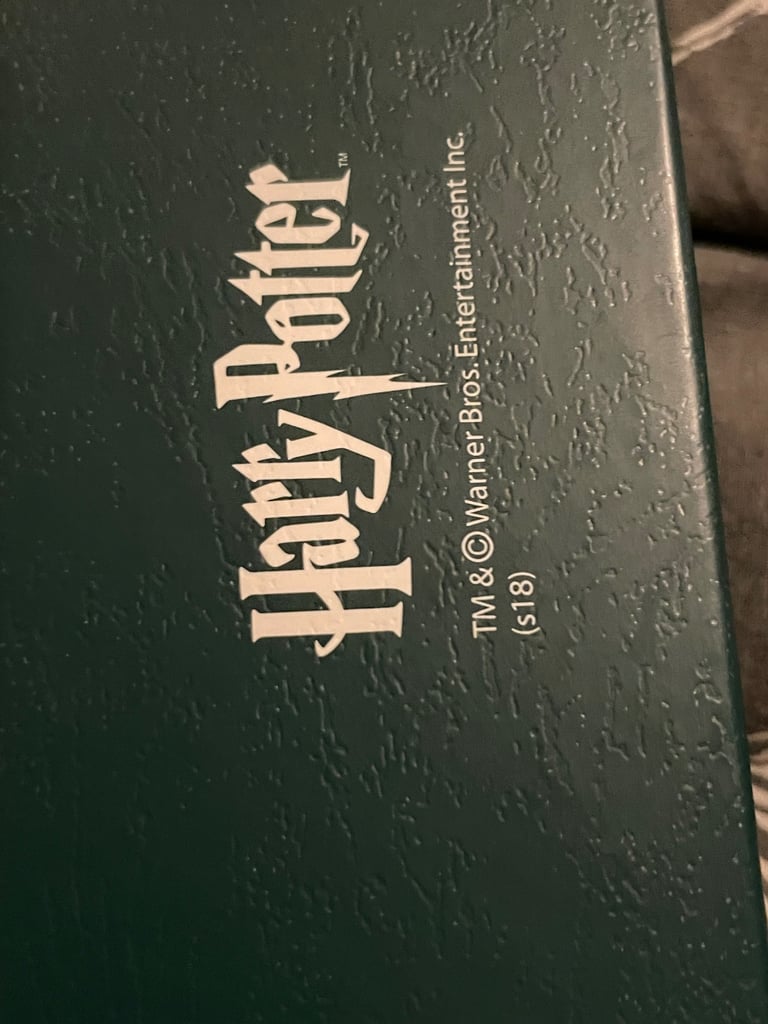 Harry Potter™
TM & © Warner Bros. Entertainment Inc.
(s18)